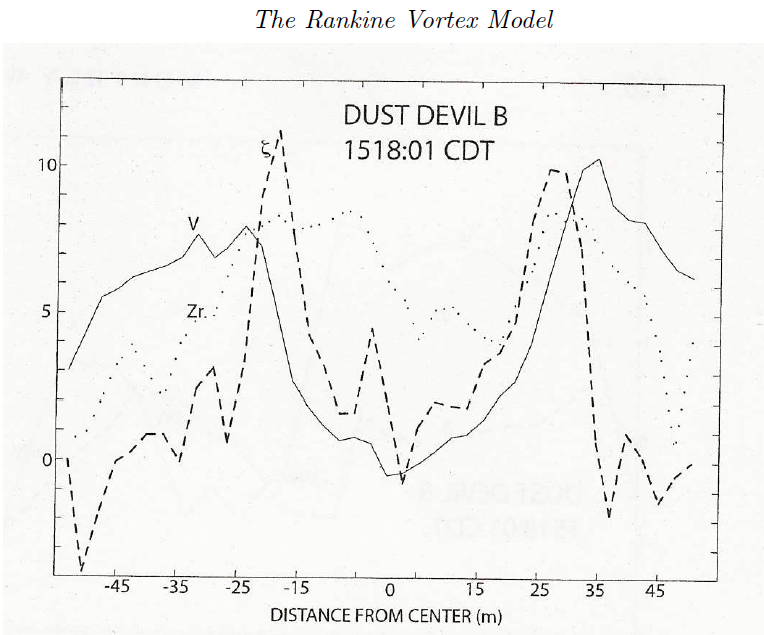 The Rankine Vortex Model
DUST DEVIL B
1518:01 CDT
ξ
10
V
Zr.
5
0
-45 -35 -25 -15 0 15 25 35 45
DISTANCE FROM CENTER (m)